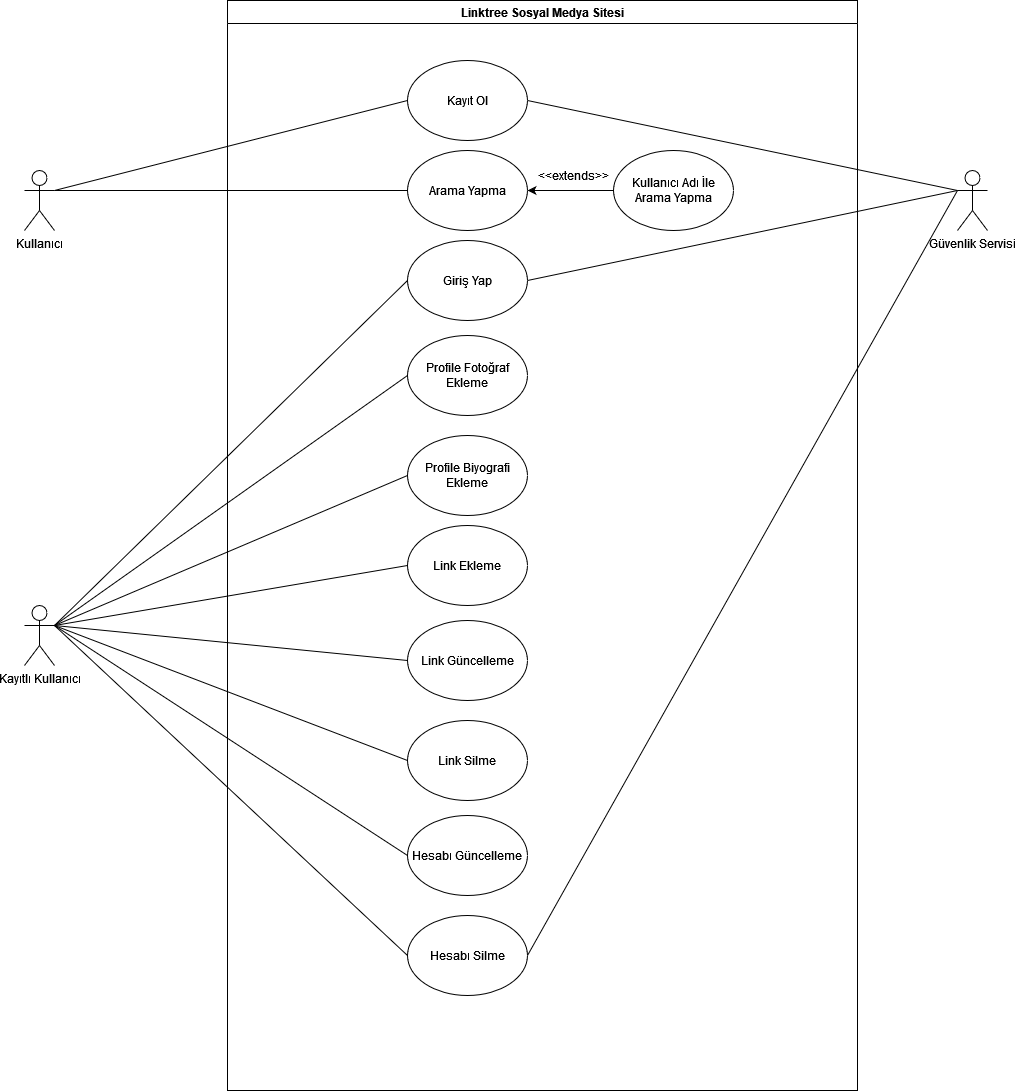 Linktree Sosyal Medya Sitesi
Kayıt Ol
Arama Yapma
<<extends>>
Kullanıcı Adı İle
Arama Yapma
Kullanıcı
Güvenlik Servisi
Giriş Yap
Profile Fotoğraf
Ekleme
Profile Biyografi
Ekleme
Link Ekleme
Kayıtlı Kullanıcı
Link Güncelleme
Link Silme
Hesabı Güncelleme
Hesabı Silme